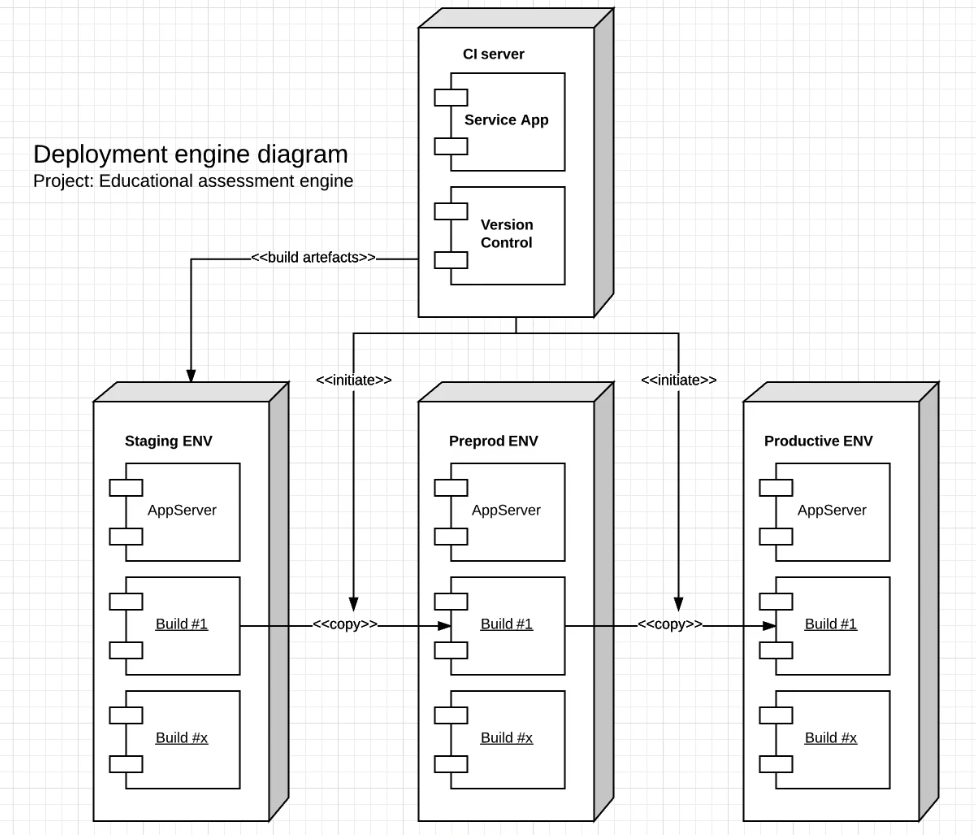 CI server
Service App
Deployment engine diagram
Project: Educational assessment engine
Version
Control
<<build artefacts>>
<<initiate>>
<<initiate>>
Staging ENV
Preprod ENV
Productive ENV
AppServer
AppServer
AppServer
Build #1
<<copy>>
Build #1
<<copy>>
Build #1
Build #x
Build #x
Build #x